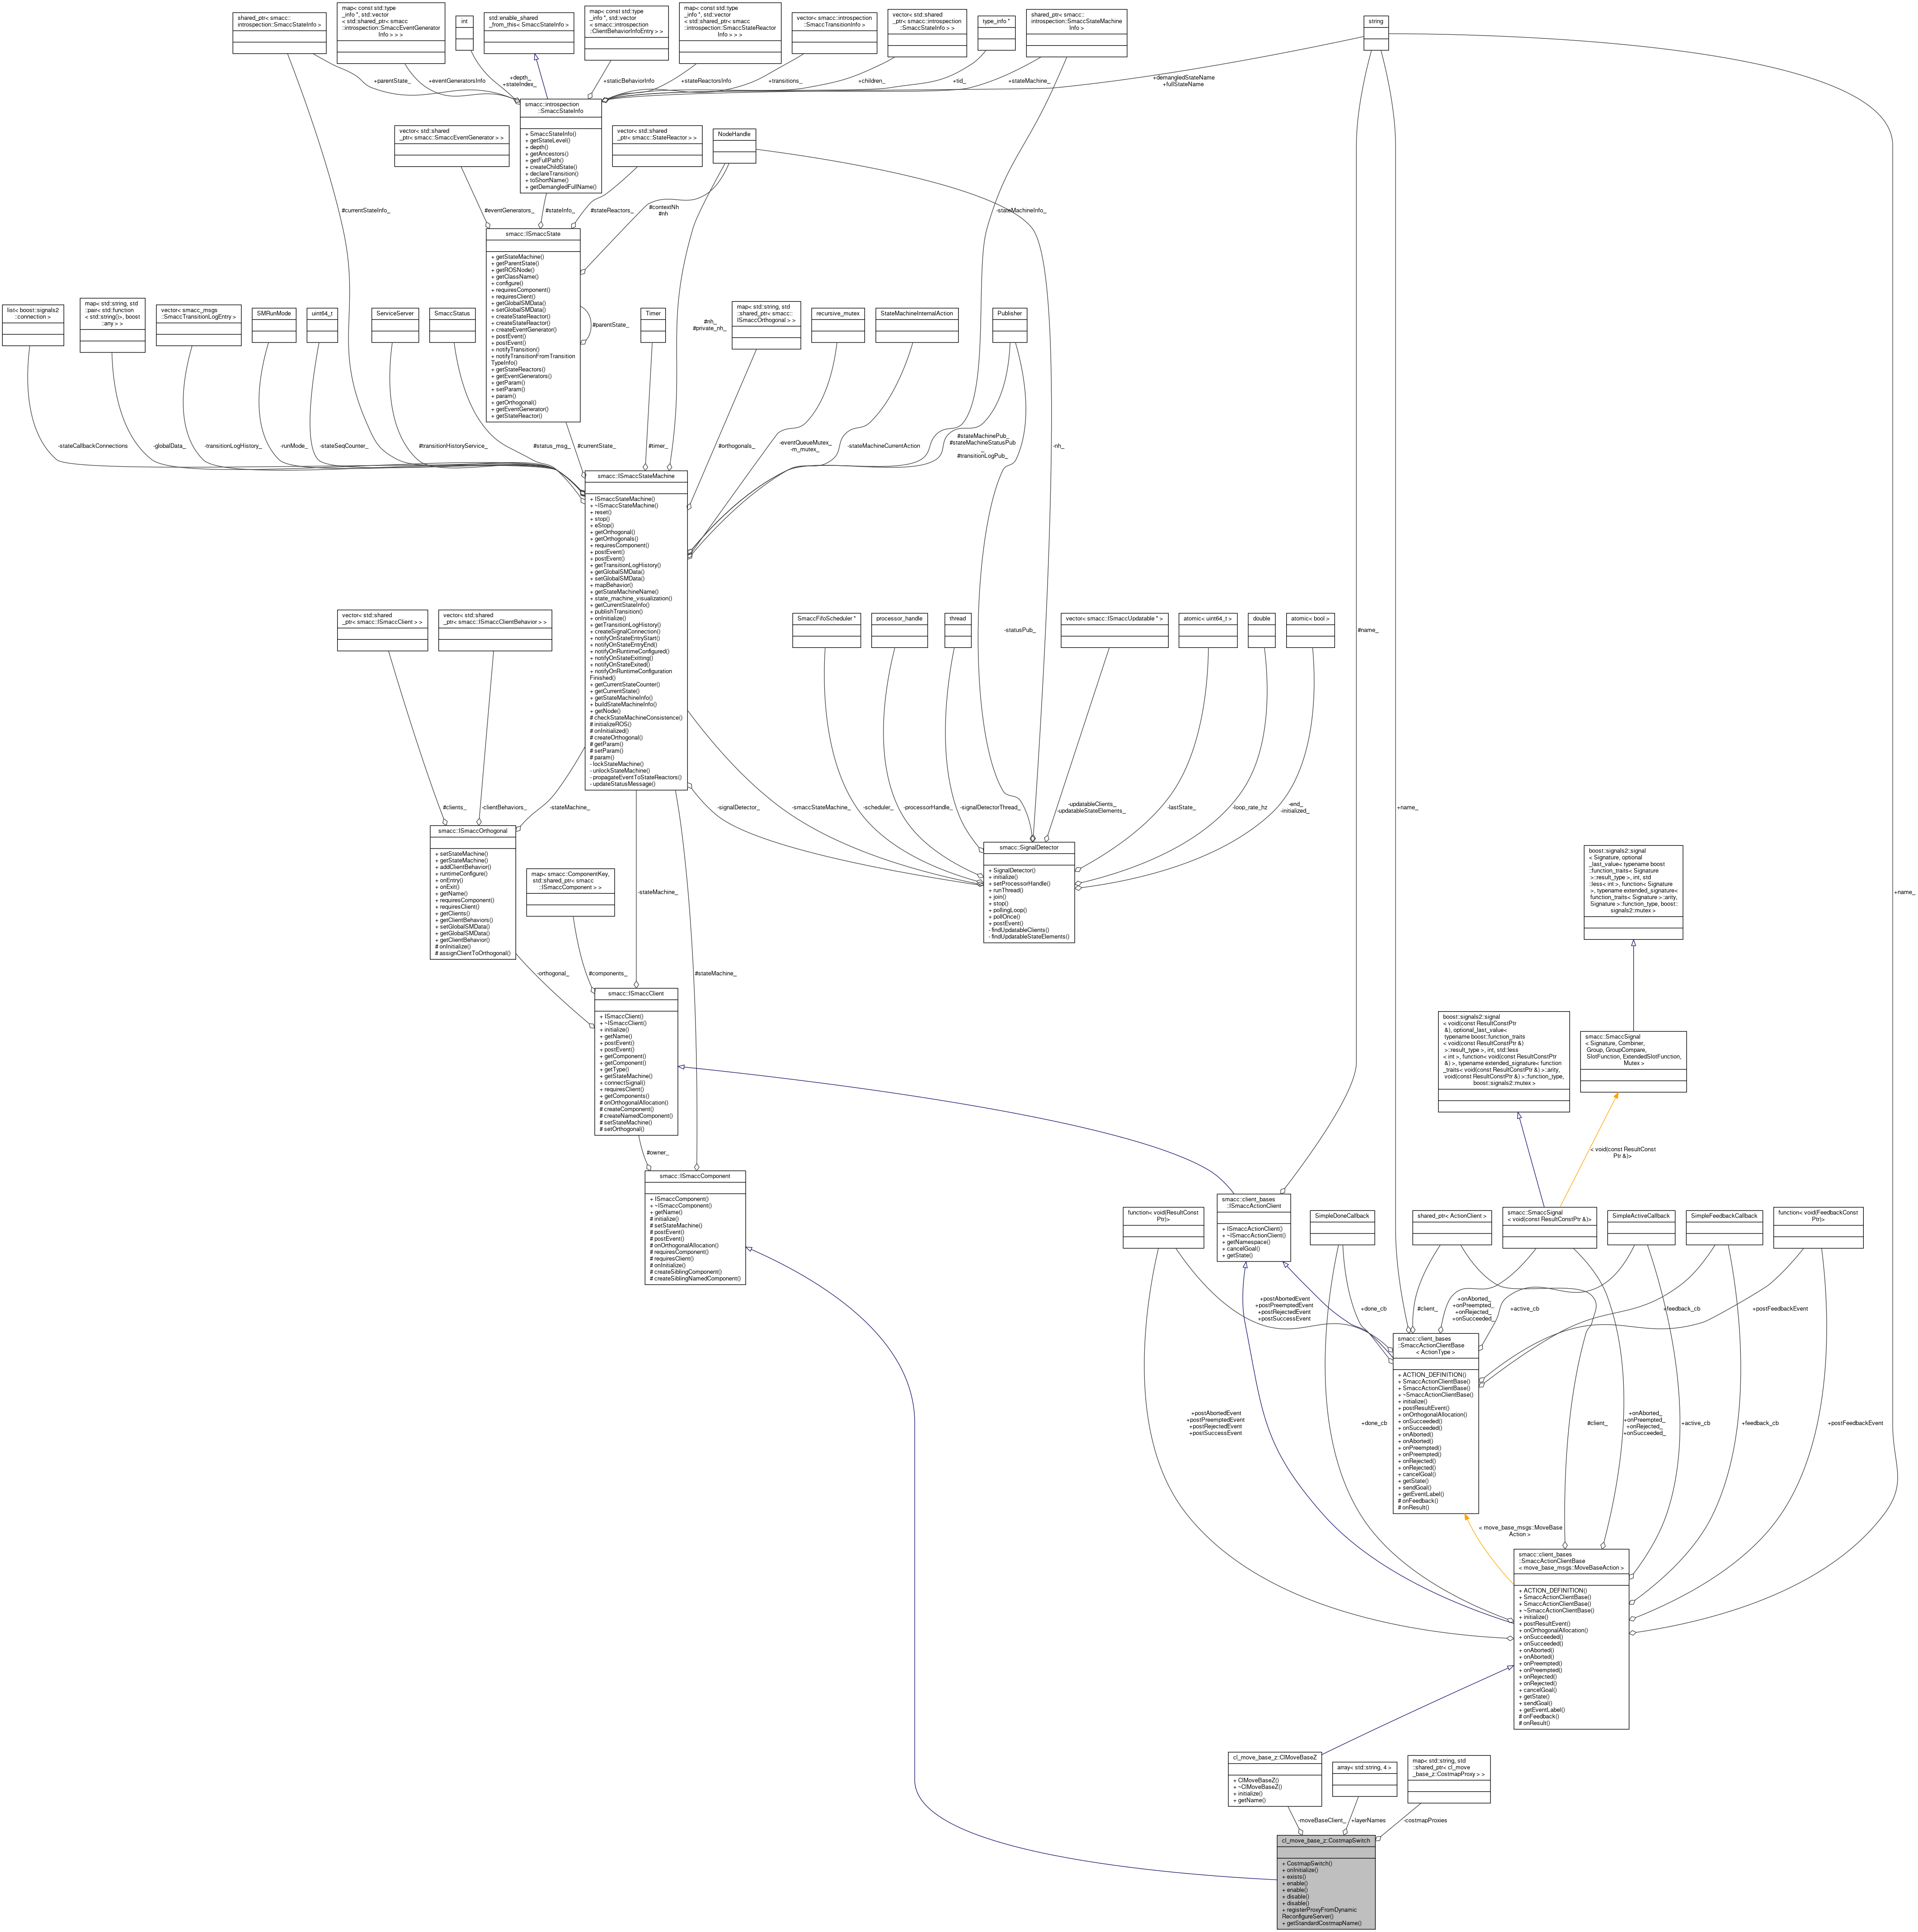 shared_ptr< smacc::
introspection::SmaccStateInfo >
map< const std::type
_info *, std::vector
< std::shared_ptr< smacc
::introspection::SmaccEventGenerator
Info > > >
int
std::enable_shared
_from_this< SmaccStateInfo >
map< const std::type
_info *, std::vector
< smacc::introspection
::ClientBehaviorInfoEntry > >
map< const std::type
_info *, std::vector
< std::shared_ptr< smacc
::introspection::SmaccStateReactor
Info > > >
vector< smacc::introspection
::SmaccTransitionInfo >
vector< std::shared
_ptr< smacc::introspection
::SmaccStateInfo > >
type_info *
shared_ptr< smacc::
introspection::SmaccStateMachine
Info >
string
+parentState_
+eventGeneratorsInfo
+depth_
+stateIndex_
+staticBehaviorInfo
+stateReactorsInfo
+transitions_
+children_
+tid_
+stateMachine_
+demangledStateName
+fullStateName
smacc::introspection
::SmaccStateInfo
+ SmaccStateInfo()
+ getStateLevel()
+ depth()
+ getAncestors()
+ getFullPath()
+ createChildState()
+ declareTransition()
+ toShortName()
+ getDemangledFullName()
vector< std::shared
_ptr< smacc::SmaccEventGenerator > >
vector< std::shared
_ptr< smacc::StateReactor > >
NodeHandle
#currentStateInfo_
#eventGenerators_
#stateInfo_
#stateReactors_
#contextNh
#nh
-stateMachineInfo_
smacc::ISmaccState
+ getStateMachine()
+ getParentState()
+ getROSNode()
+ getClassName()
+ configure()
+ requiresComponent()
+ requiresClient()
+ getGlobalSMData()
+ setGlobalSMData()
+ createStateReactor()
+ createStateReactor()
+ createEventGenerator()
+ postEvent()
+ postEvent()
+ notifyTransition()
+ notifyTransitionFromTransition
TypeInfo()
+ getStateReactors()
+ getEventGenerators()
+ getParam()
+ setParam()
+ param()
+ getOrthogonal()
+ getEventGenerator()
+ getStateReactor()
#parentState_
list< boost::signals2
::connection >
map< std::string, std
::pair< std::function
< std::string()>, boost
::any > >
vector< smacc_msgs
::SmaccTransitionLogEntry >
SMRunMode
uint64_t
ServiceServer
SmaccStatus
Timer
#nh_
#private_nh_
map< std::string, std
::shared_ptr< smacc::
ISmaccOrthogonal > >
recursive_mutex
StateMachineInternalAction
Publisher
#name_
-stateCallbackConnections
-globalData_
-transitionLogHistory_
-runMode_
-stateSeqCounter_
#transitionHistoryService_
#status_msg_
#currentState_
#timer_
#orthogonals_
-eventQueueMutex_
-m_mutex_
-stateMachineCurrentAction
#stateMachinePub_
#stateMachineStatusPub
_
#transitionLogPub_
-nh_
smacc::ISmaccStateMachine
+ ISmaccStateMachine()
+ ~ISmaccStateMachine()
+ reset()
+ stop()
+ eStop()
+ getOrthogonal()
+ getOrthogonals()
+ requiresComponent()
+ postEvent()
+ postEvent()
+ getTransitionLogHistory()
+ getGlobalSMData()
+ setGlobalSMData()
+ mapBehavior()
+ getStateMachineName()
+ state_machine_visualization()
+ getCurrentStateInfo()
+ publishTransition()
+ onInitialize()
+ getTransitionLogHistory()
+ createSignalConnection()
+ notifyOnStateEntryStart()
+ notifyOnStateEntryEnd()
+ notifyOnRuntimeConfigured()
+ notifyOnStateExitting()
+ notifyOnStateExited()
+ notifyOnRuntimeConfiguration
Finished()
+ getCurrentStateCounter()
+ getCurrentState()
+ getStateMachineInfo()
+ buildStateMachineInfo()
+ getNode()
# checkStateMachineConsistence()
# initializeROS()
# onInitialized()
# createOrthogonal()
# getParam()
# setParam()
# param()
- lockStateMachine()
- unlockStateMachine()
- propagateEventToStateReactors()
- updateStatusMessage()
vector< std::shared
_ptr< smacc::ISmaccClient > >
vector< std::shared
_ptr< smacc::ISmaccClientBehavior > >
SmaccFifoScheduler *
processor_handle
thread
-statusPub_
vector< smacc::ISmaccUpdatable * >
atomic< uint64_t >
double
atomic< bool >
#clients_
-clientBehaviors_
-stateMachine_
-signalDetector_
-smaccStateMachine_
-scheduler_
-processorHandle_
-signalDetectorThread_
-updatableClients_
-updatableStateElements_
-lastState_
-loop_rate_hz
-end_
-initialized_
+name_
smacc::ISmaccOrthogonal
+ setStateMachine()
+ getStateMachine()
+ addClientBehavior()
+ runtimeConfigure()
+ onEntry()
+ onExit()
+ getName()
+ requiresComponent()
+ requiresClient()
+ getClients()
+ getClientBehaviors()
+ setGlobalSMData()
+ getGlobalSMData()
+ getClientBehavior()
# onInitialize()
# assignClientToOrthogonal()
smacc::SignalDetector
+ SignalDetector()
+ initialize()
+ setProcessorHandle()
+ runThread()
+ join()
+ stop()
+ pollingLoop()
+ pollOnce()
+ postEvent()
- findUpdatableClients()
- findUpdatableStateElements()
map< smacc::ComponentKey,
std::shared_ptr< smacc
::ISmaccComponent > >
-stateMachine_
-orthogonal_
#components_
#stateMachine_
boost::signals2::signal
< Signature, optional
_last_value< typename boost
::function_traits< Signature
>::result_type >, int, std
::less< int >, function< Signature
>, typename extended_signature<
function_traits< Signature >::arity,
Signature >::function_type, boost::
signals2::mutex >
+name_
smacc::ISmaccClient
+ ISmaccClient()
+ ~ISmaccClient()
+ initialize()
+ getName()
+ postEvent()
+ postEvent()
+ getComponent()
+ getComponent()
+ getType()
+ getStateMachine()
+ connectSignal()
+ requiresClient()
+ getComponents()
# onOrthogonalAllocation()
# createComponent()
# createNamedComponent()
# setStateMachine()
# setOrthogonal()
boost::signals2::signal
< void(const ResultConstPtr
&), optional_last_value<
typename boost::function_traits
< void(const ResultConstPtr &)
>::result_type >, int, std::less
< int >, function< void(const ResultConstPtr
&) >, typename extended_signature< function
_traits< void(const ResultConstPtr &) >::arity,
void(const ResultConstPtr &) >::function_type,
boost::signals2::mutex >
smacc::SmaccSignal
< Signature, Combiner,
Group, GroupCompare,
SlotFunction, ExtendedSlotFunction,
Mutex >
#owner_
< void(const ResultConst
Ptr &)>
smacc::ISmaccComponent
+ ISmaccComponent()
+ ~ISmaccComponent()
+ getName()
# initialize()
# setStateMachine()
# postEvent()
# postEvent()
# onOrthogonalAllocation()
# requiresComponent()
# requiresClient()
# onInitialize()
# createSiblingComponent()
# createSiblingNamedComponent()
function< void(ResultConst
Ptr)>
smacc::client_bases
::ISmaccActionClient
+ ISmaccActionClient()
+ ~ISmaccActionClient()
+ getNamespace()
+ cancelGoal()
+ getState()
SimpleDoneCallback
shared_ptr< ActionClient >
smacc::SmaccSignal
< void(const ResultConstPtr &)>
SimpleActiveCallback
SimpleFeedbackCallback
function< void(FeedbackConst
Ptr)>
+postAbortedEvent
+postPreemptedEvent
+postRejectedEvent
+postSuccessEvent
+done_cb
#client_
+onAborted_
+onPreempted_
+onRejected_
+onSucceeded_
+active_cb
+feedback_cb
+postFeedbackEvent
smacc::client_bases
::SmaccActionClientBase
< ActionType >
+ ACTION_DEFINITION()
+ SmaccActionClientBase()
+ SmaccActionClientBase()
+ ~SmaccActionClientBase()
+ initialize()
+ postResultEvent()
+ onOrthogonalAllocation()
+ onSucceeded()
+ onSucceeded()
+ onAborted()
+ onAborted()
+ onPreempted()
+ onPreempted()
+ onRejected()
+ onRejected()
+ cancelGoal()
+ getState()
+ sendGoal()
+ getEventLabel()
# onFeedback()
# onResult()
+postAbortedEvent
+postPreemptedEvent
+postRejectedEvent
+postSuccessEvent
+done_cb
#client_
+onAborted_
+onPreempted_
+onRejected_
+onSucceeded_
+active_cb
+feedback_cb
+postFeedbackEvent
< move_base_msgs::MoveBase
Action >
smacc::client_bases
::SmaccActionClientBase
< move_base_msgs::MoveBaseAction >
+ ACTION_DEFINITION()
+ SmaccActionClientBase()
+ SmaccActionClientBase()
+ ~SmaccActionClientBase()
+ initialize()
+ postResultEvent()
+ onOrthogonalAllocation()
+ onSucceeded()
+ onSucceeded()
+ onAborted()
+ onAborted()
+ onPreempted()
+ onPreempted()
+ onRejected()
+ onRejected()
+ cancelGoal()
+ getState()
+ sendGoal()
+ getEventLabel()
# onFeedback()
# onResult()
cl_move_base_z::ClMoveBaseZ
+ ClMoveBaseZ()
+ ~ClMoveBaseZ()
+ initialize()
+ getName()
array< std::string, 4 >
map< std::string, std
::shared_ptr< cl_move
_base_z::CostmapProxy > >
-moveBaseClient_
+layerNames
-costmapProxies
cl_move_base_z::CostmapSwitch
+ CostmapSwitch()
+ onInitialize()
+ exists()
+ enable()
+ enable()
+ disable()
+ disable()
+ registerProxyFromDynamic
ReconfigureServer()
+ getStandardCostmapName()